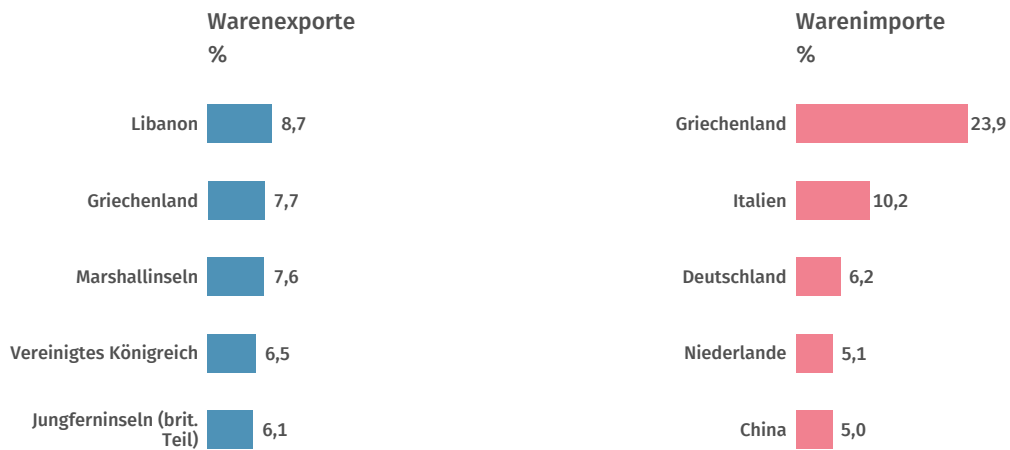 Warenexporte
%
Libanon 8,7
Griechenland 7,7
Marshallinseln 7,6
Vereinigtes Königreich 6,5
Jungferninseln (brit.
Teil) 6,1
Warenimporte
%
Griechenland 23,9
Italien 10,2
Deutschland 6,2
Niederlande 5,1
China 5,0